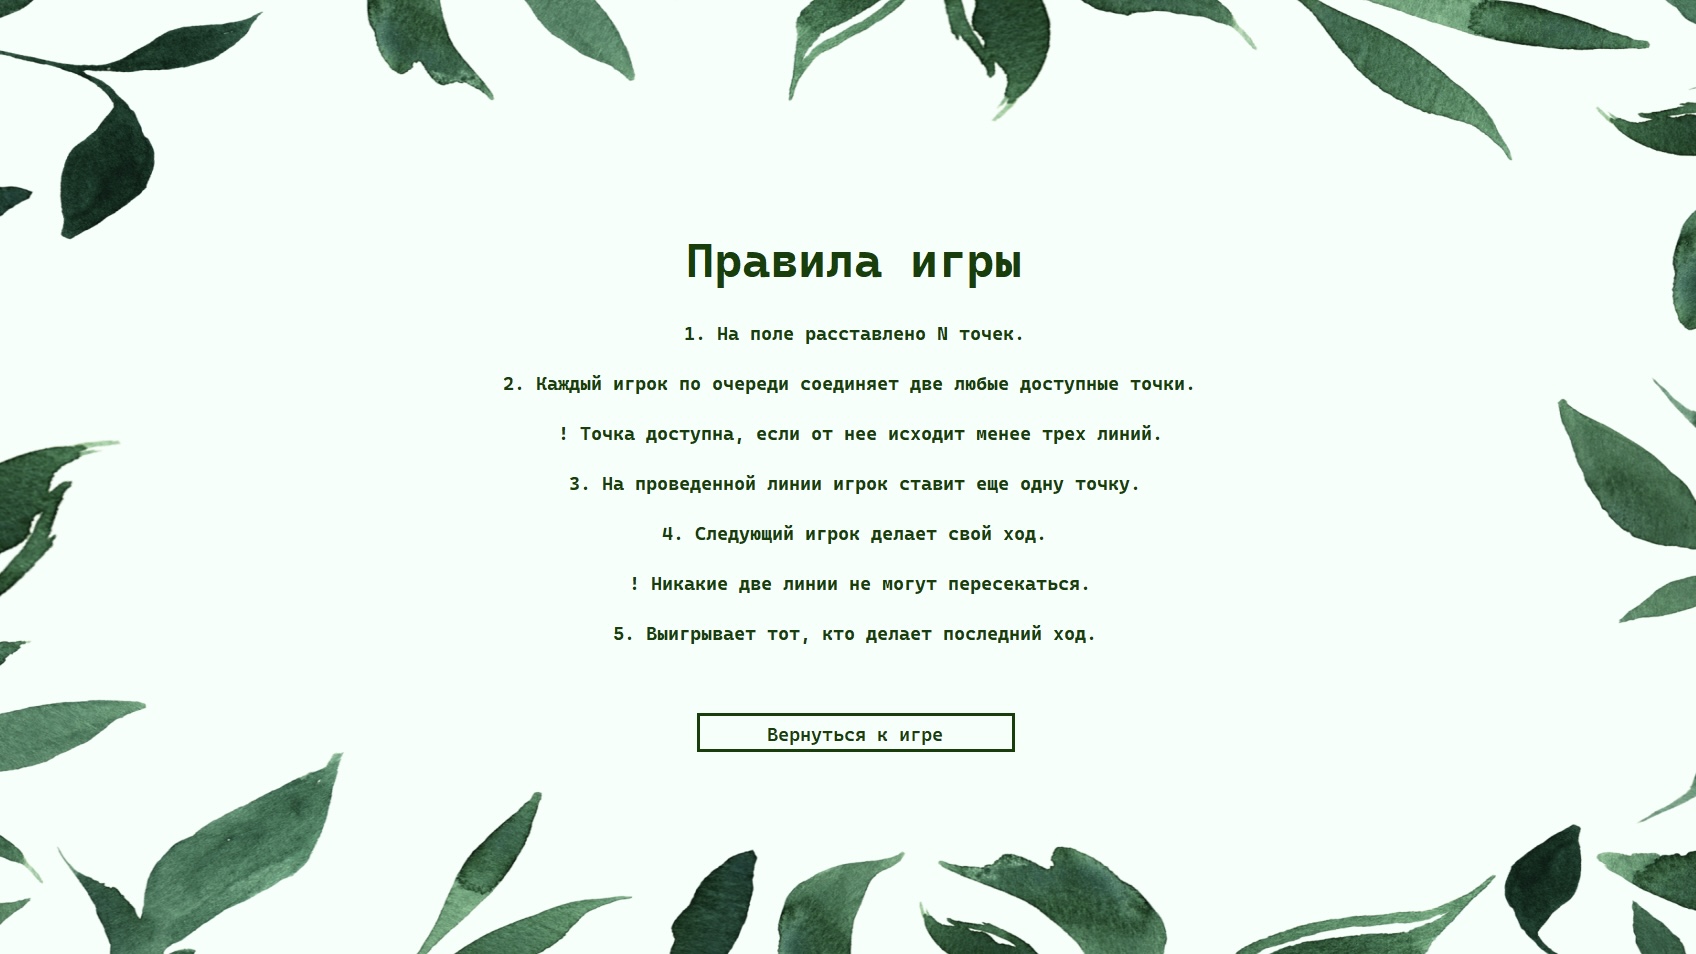 Правила игры
1. На поле расставлено N точек.
2. Каждый игрок по очереди соединяет две любые доступные точки.
! Точка доступна, если от нее исходит менее трех линий.
3. На проведенной линии игрок ставит еще одну точку.
4. Следующий игрок делает свой ход.
! Никакие две линии не могут пересекаться.
5. Выигрывает тот, кто делает последний ход.
Вернуться к игре